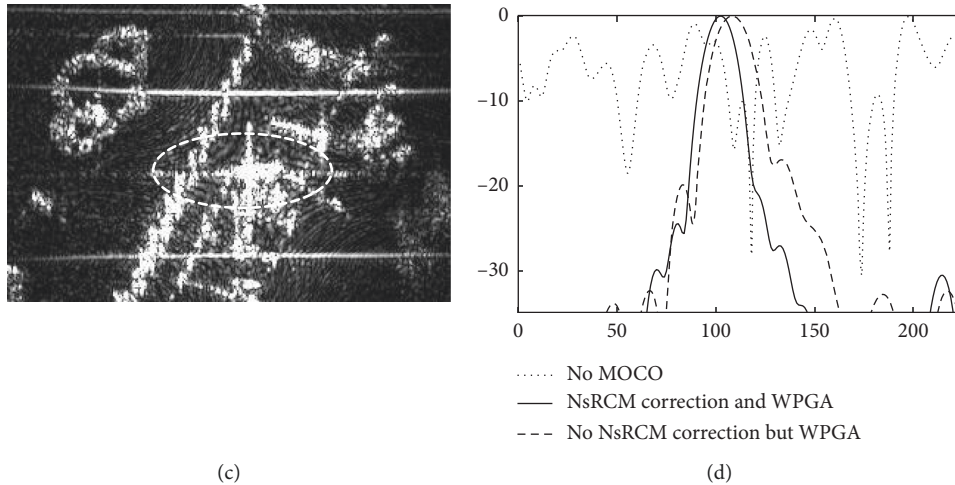 0
−10
−20
−30
0
50
100
150
200
No MOCO
NsRCM correction and WPGA
No NsRCM correction but WPGA
(c)
(d)